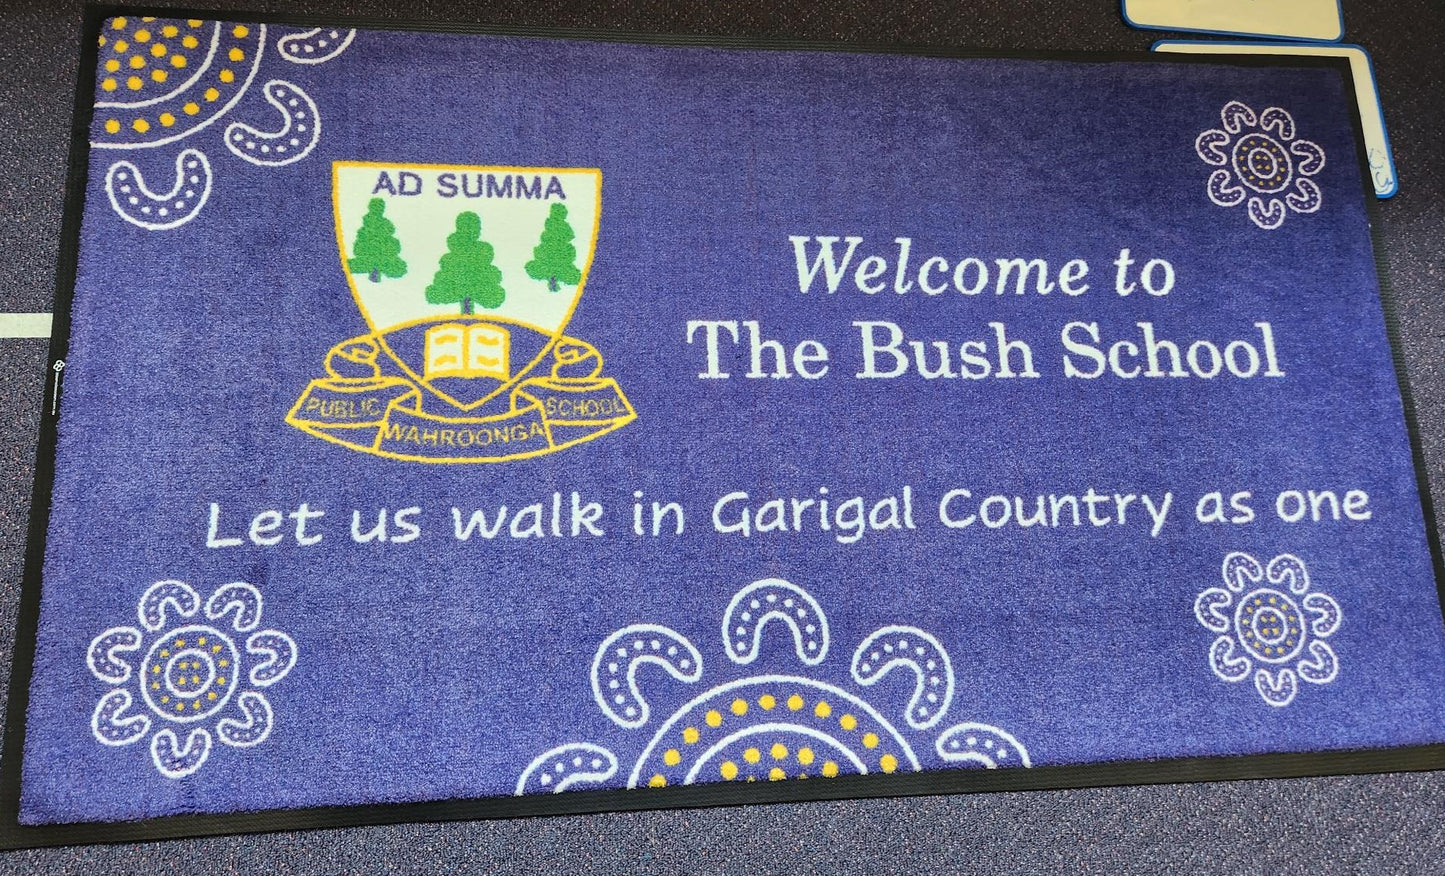 AD SUMMA
PUBLIC SCHOOL
WAHROONGA
Welcome to
The Bush School
Let us walk in Garigal Country as one